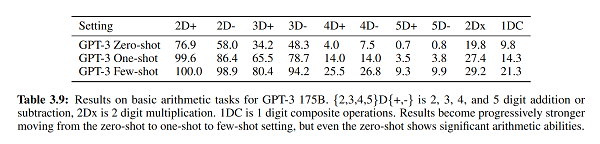 Setting 2D+ 2D- 3D+ 3D- 4D+ 4D- 5D+ 5D- 2Dx 1DC
GPT-3 Zero-shot 76.9 58.0 34.2 48.3 4.0 7.5 0.7 0.8 19.8 9.8
GPT-3 One-shot 99.6 86.4 65.5 78.7 14.0 14.0 3.5 3.8 27.4 14.3
GPT-3 Few-shot 100.0 98.9 80.4 94.2 25.5 26.8 9.3 9.9 29.2 21.3
Table 3.9: Results on basic arithmetic tasks for GPT-3 175B. {2,3,4,5}D{+,-} is 2, 3, 4, and 5 digit addition or
subtraction, 2Dx is 2 digit multiplication. 1DC is 1 digit composite operations. Results become progressively stronger
moving from the zero-shot to one-shot to few-shot setting, but even the zero-shot shows significant arithmetic abilities.